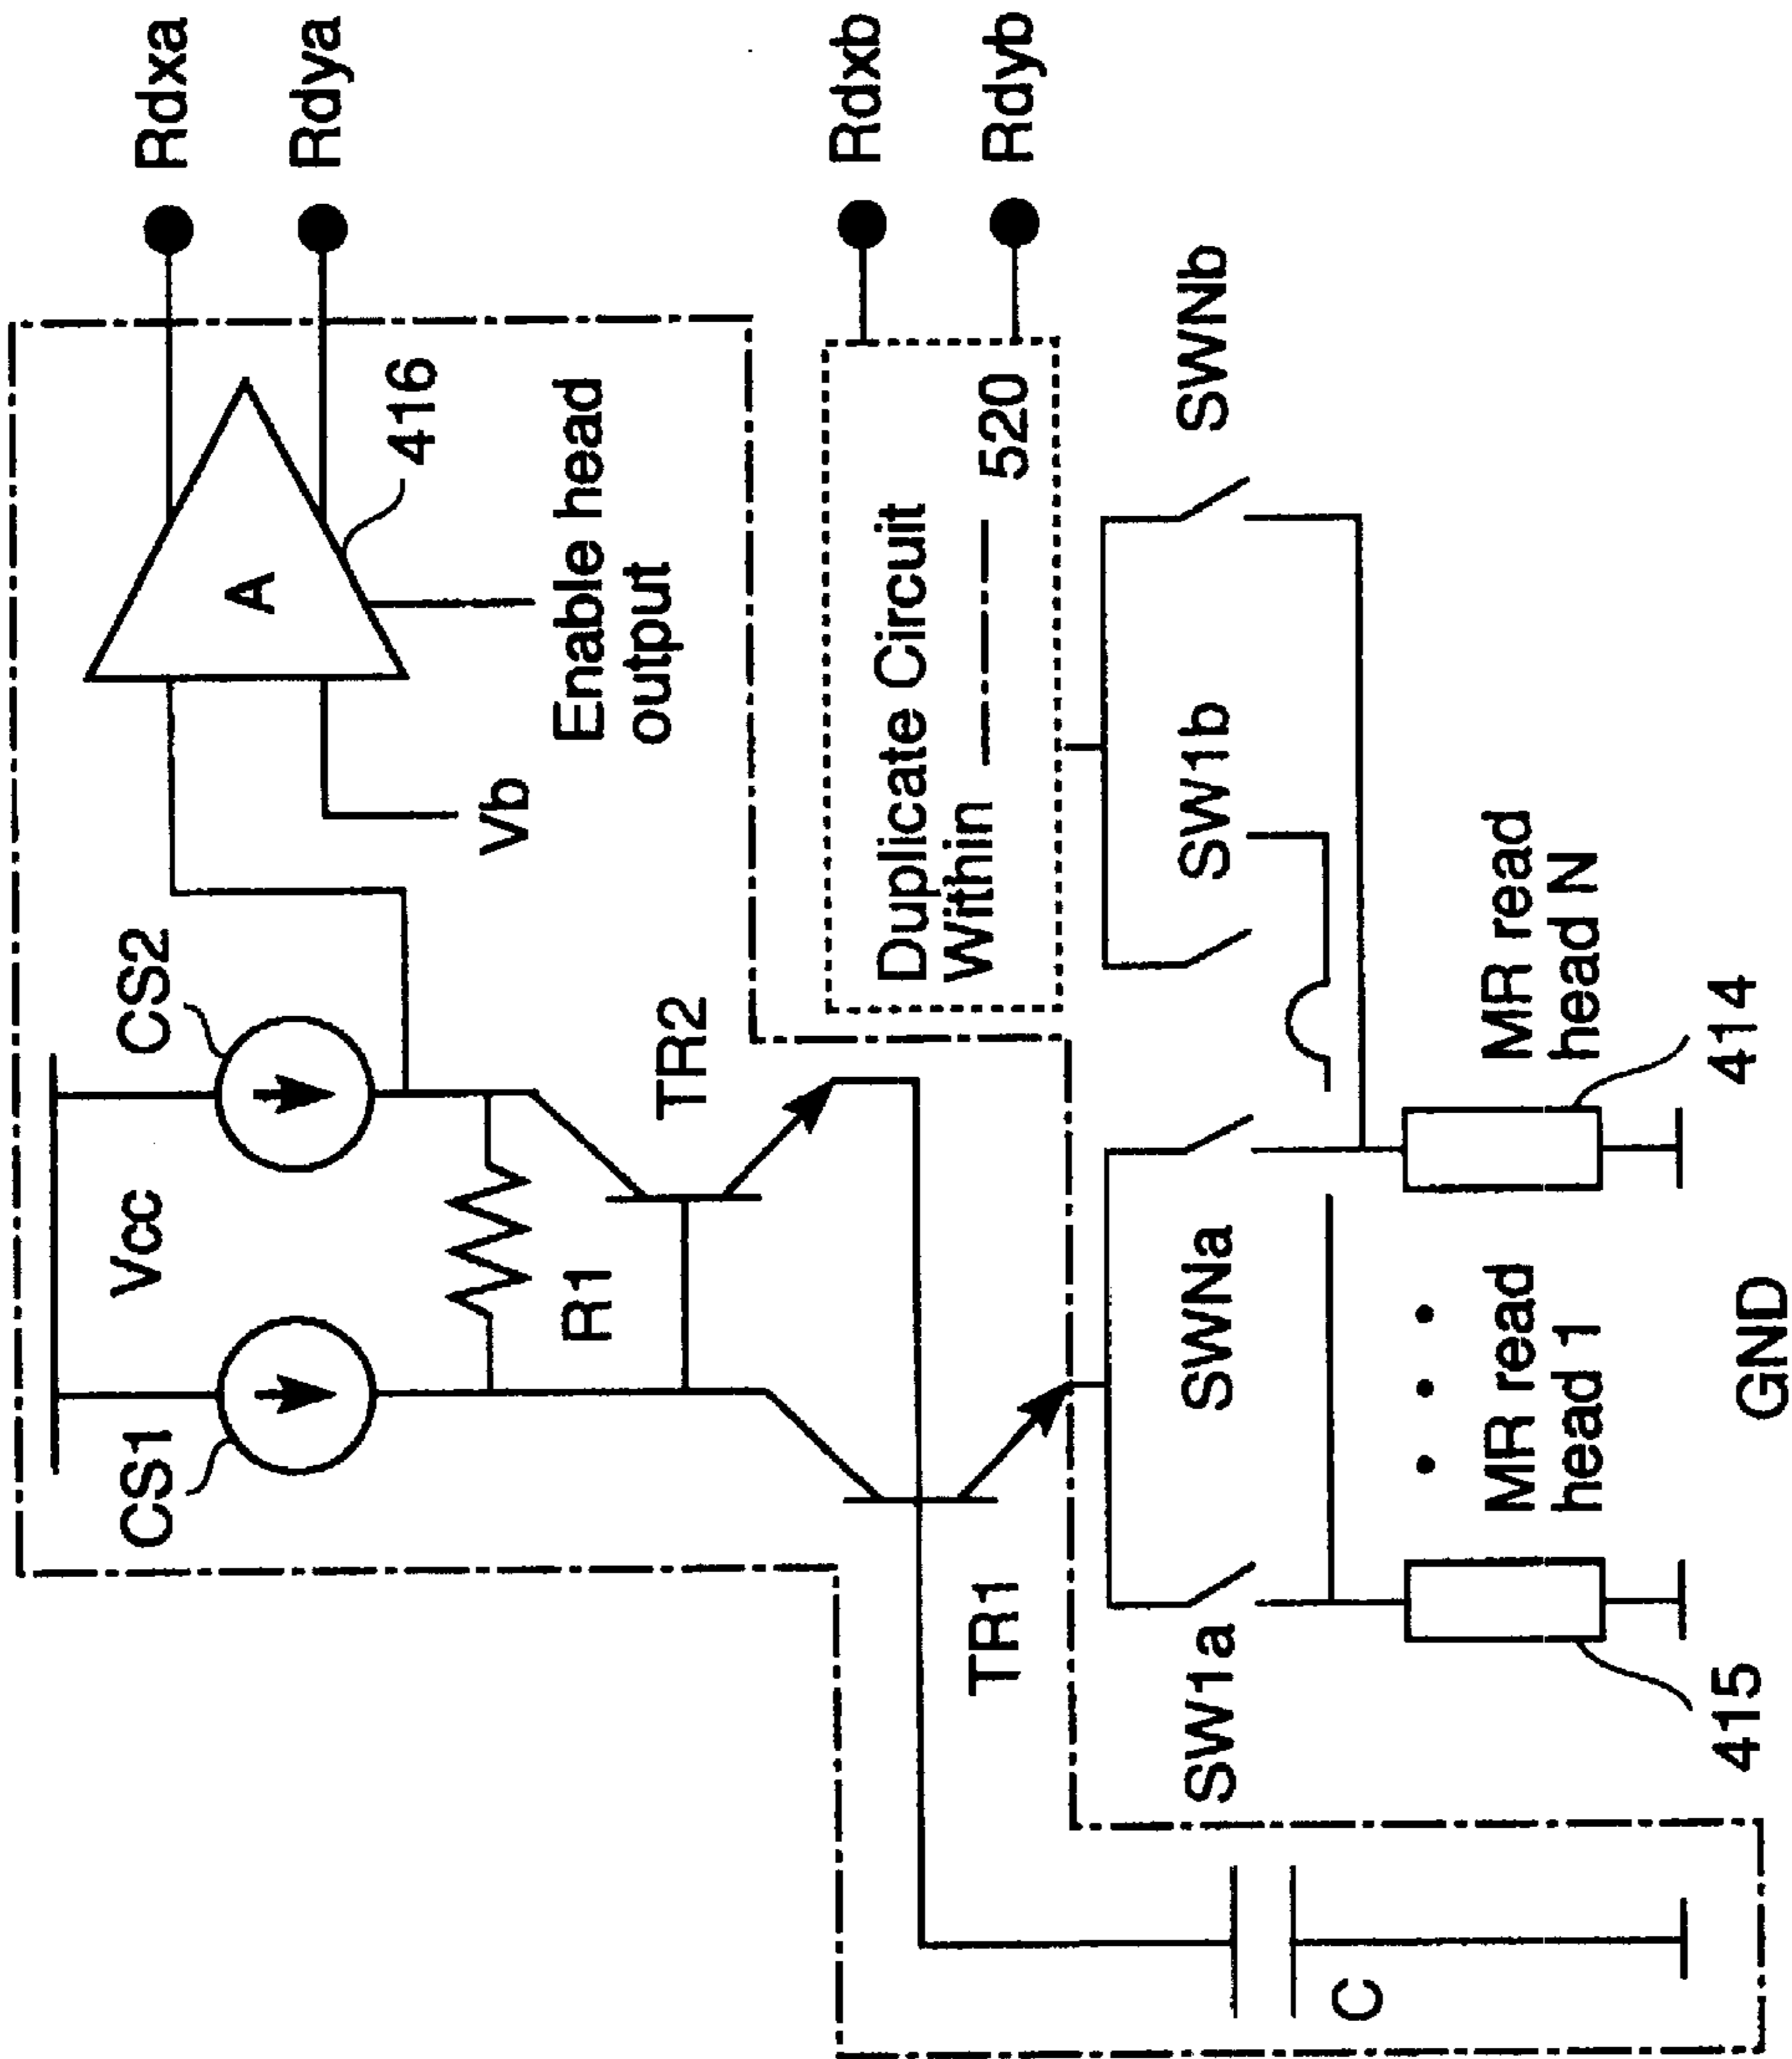 Rdxa
Rdya
416
A
Enable head
output
Vb
CS2
Vcc
CS1
R1
TR2
TR1
Rdxb
Rdyb
Duplicate Circuit
Within
520
SWNb
SW1b
SWNa
SW1a
MR read
head N
414
MR read
head 1
415
GND
C